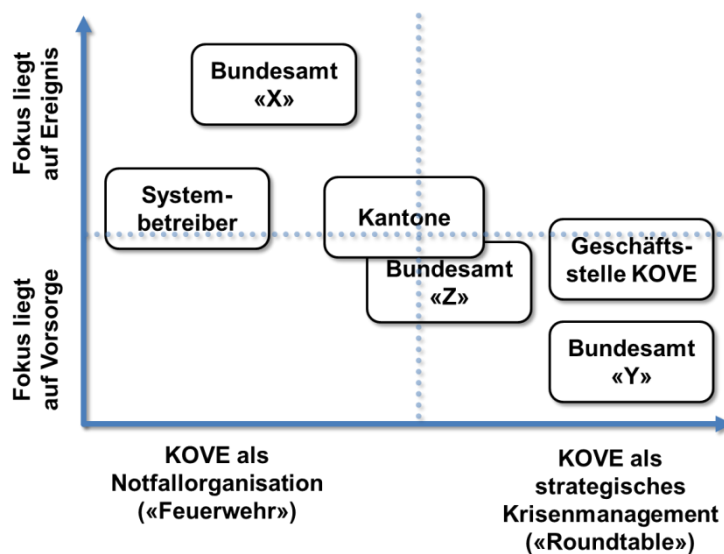 Fokus liegt
auf Ereignis
Fokus liegt
auf Vorsorge
Bundesamt
«X»
System-
betreiber
Kantone
Bundesamt
«Z»
Geschäfts-
stelle KOVE
Bundesamt
«Y»
KOVE als
Notfallorganisation
(«Feuerwehr»)
KOVE als
strategisches
Krisenmanagement
(«Roundtable»)